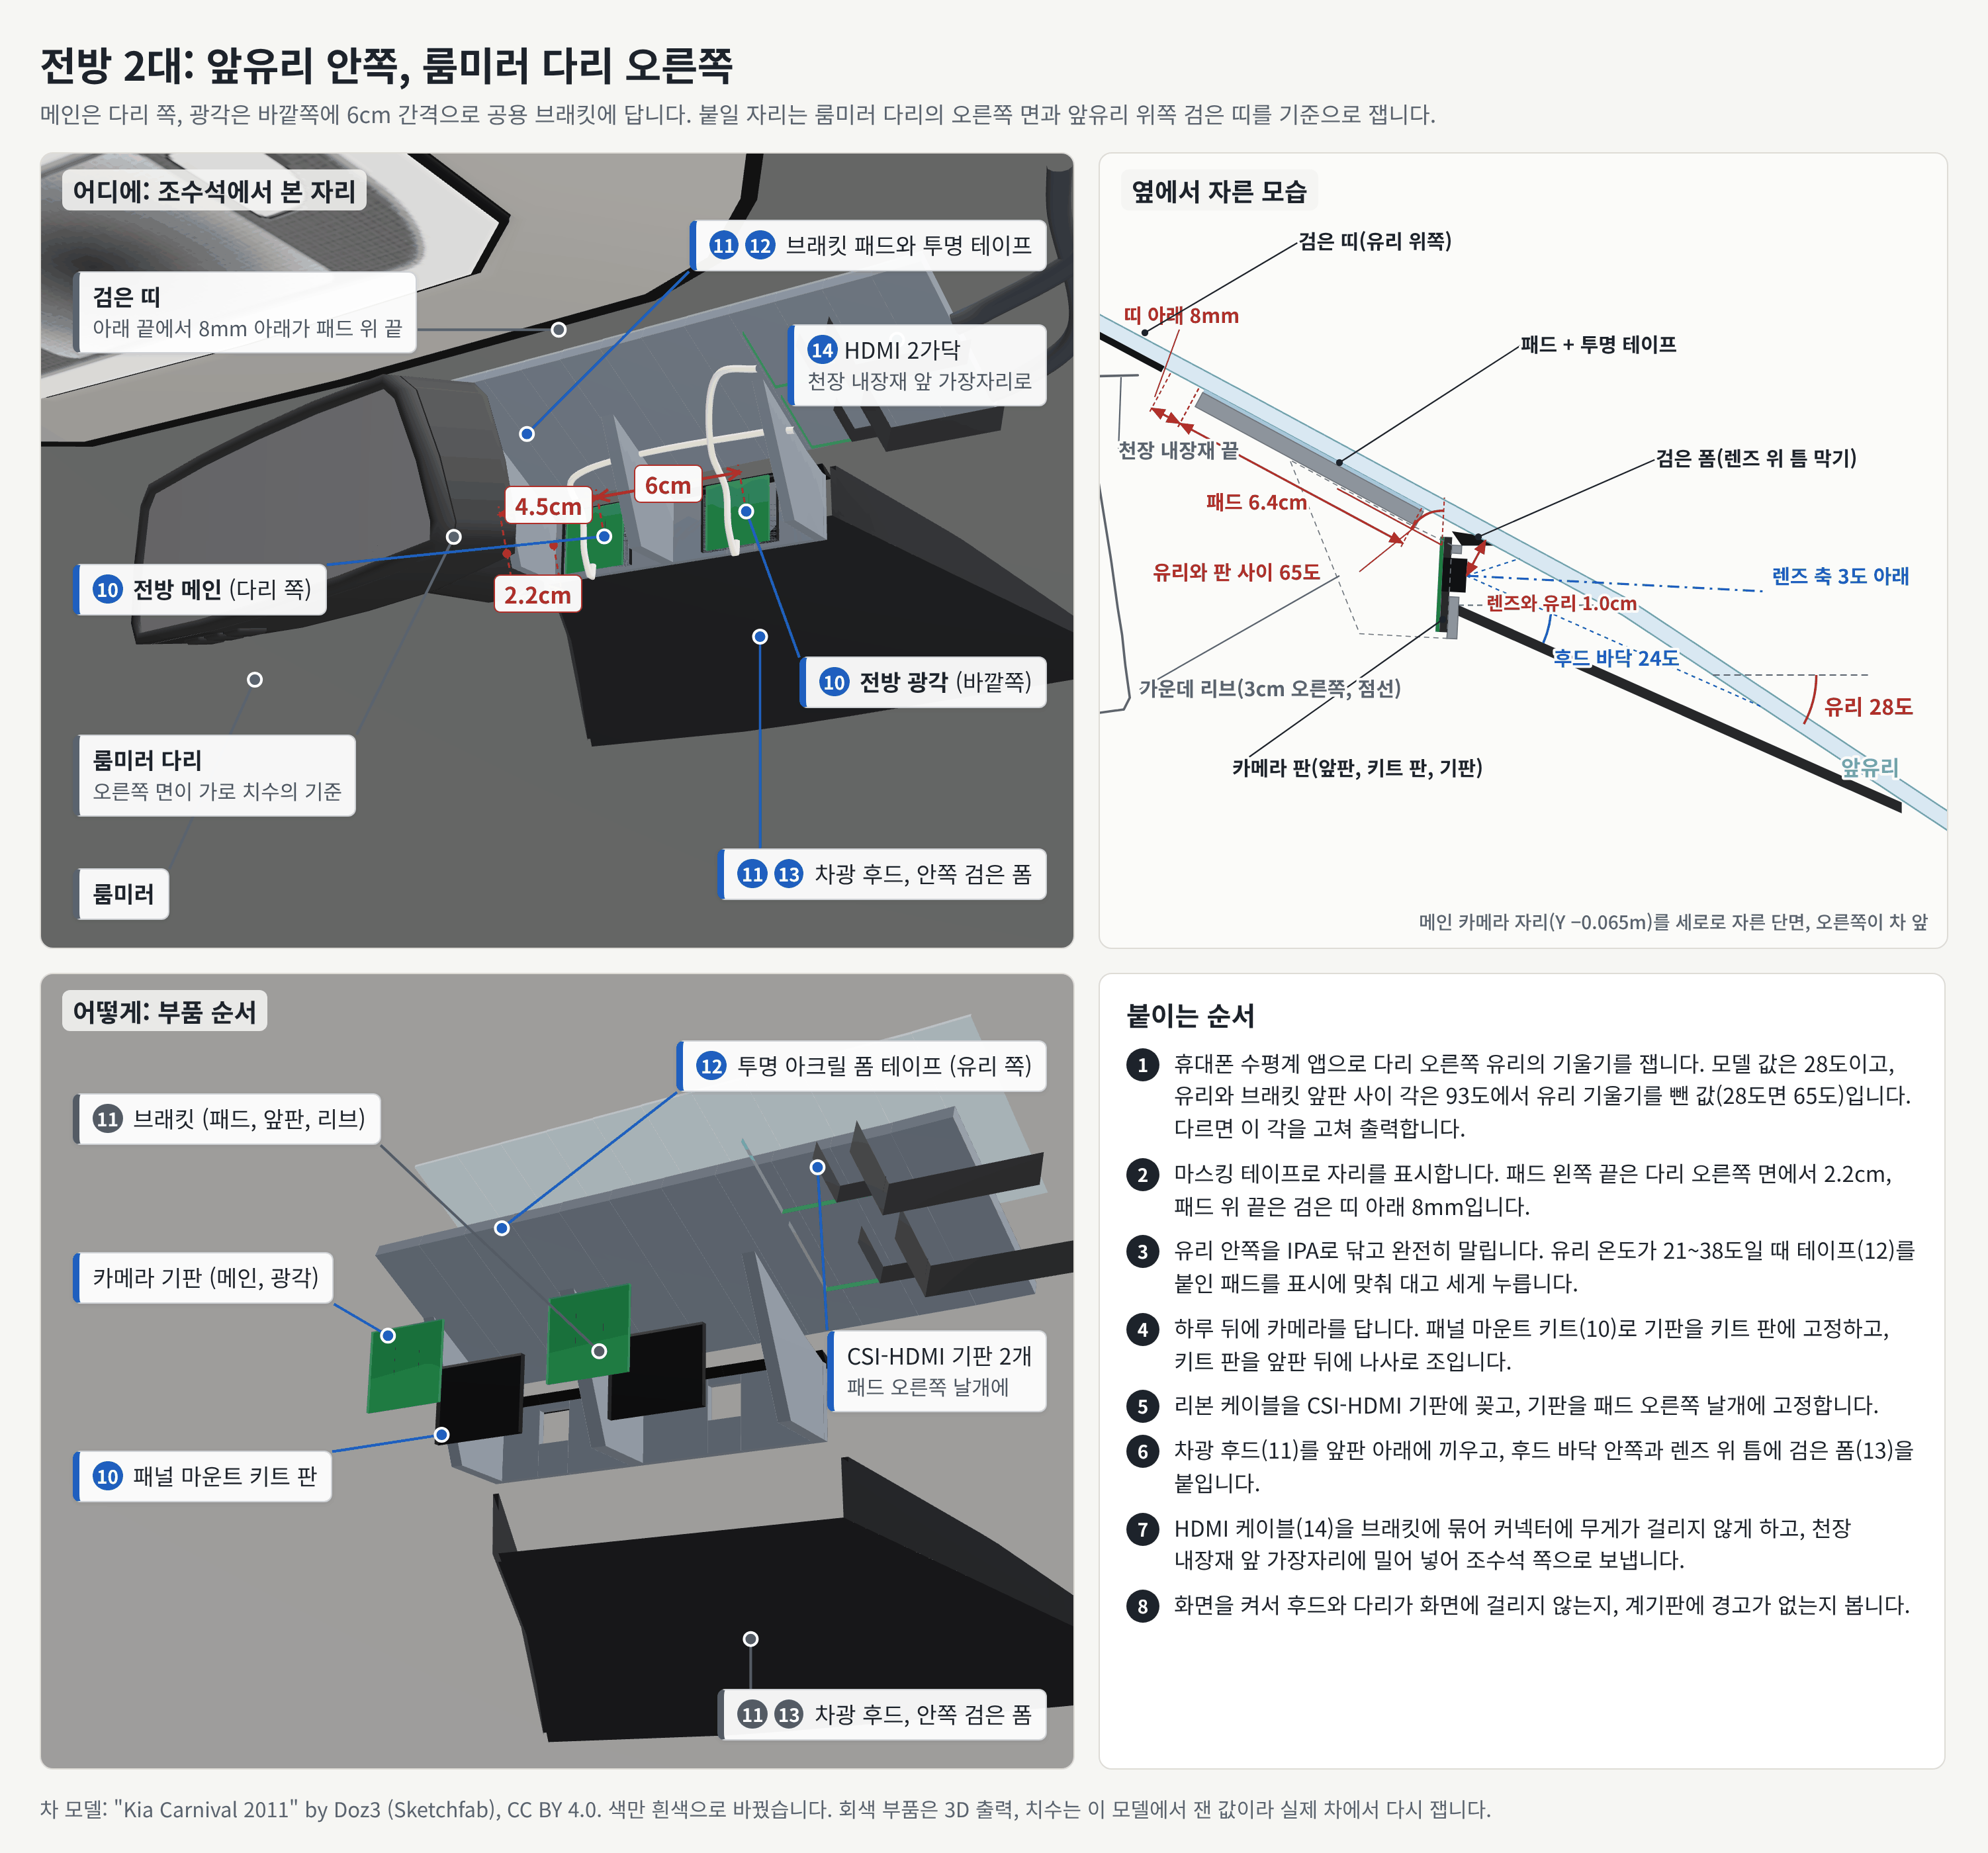 전방 2대: 앞유리 안쪽, 룸미러 다리 오른쪽
메인은 다리 쪽, 광각은 바깥쪽에 6cm 간격으로 공용 브래킷에 답니다. 붙일 자리는 룸미러 다리의 오른쪽 면과 앞유리 위쪽 검은 띠를 기준으로 잽니다.
어디에: 조수석에서 본 자리
11 12 브래킷 패드와 투명 테이프
검은 띠
아래 끝에서 8mm 아래가 패드 위 끝
14 HDMI 2가닥
천장 내장재 앞 가장자리로
6cm
4.5cm
2.2cm
10 전방 메인 (다리 쪽)
10 전방 광각 (바깥쪽)
룸미러 다리
오른쪽 면이 가로 치수의 기준
11 13 차광 후드, 안쪽 검은 폼
룸미러
옆에서 자른 모습
검은 띠(유리 위쪽)
띠 아래 8mm
패드 + 투명 테이프
천장 내장재 끝
검은 폼(렌즈 위 틈 막기)
패드 6.4cm
유리와 판 사이 65도
렌즈 축 3도 아래
렌즈와 유리 1.0cm
후드 바닥 24도
가운데 리브(3cm 오른쪽, 점선)
유리 28도
카메라 판(앞판, 키트 판, 기판)
앞유리
메인 카메라 자리(Y −0.065m)를 세로로 자른 단면, 오른쪽이 차 앞
어떻게: 부품 순서
12 투명 아크릴 폼 테이프 (유리 쪽)
11 브래킷 (패드, 앞판, 리브)
카메라 기판 (메인, 광각)
CSI-HDMI 기판 2개
패드 오른쪽 날개에
10 패널 마운트 키트 판
11 13 차광 후드, 안쪽 검은 폼
붙이는 순서
1 휴대폰 수평계 앱으로 다리 오른쪽 유리의 기울기를 잽니다. 모델 값은 28도이고,
유리와 브래킷 앞판 사이 각은 93도에서 유리 기울기를 뺀 값(28도면 65도)입니다.
다르면 이 각을 고쳐 출력합니다.
2 마스킹 테이프로 자리를 표시합니다. 패드 왼쪽 끝은 다리 오른쪽 면에서 2.2cm,
패드 위 끝은 검은 띠 아래 8mm입니다.
3 유리 안쪽을 IPA로 닦고 완전히 말립니다. 유리 온도가 21~38도일 때 테이프(12)를
붙인 패드를 표시에 맞춰 대고 세게 누릅니다.
4 하루 뒤에 카메라를 답니다. 패널 마운트 키트(10)로 기판을 키트 판에 고정하고,
키트 판을 앞판 뒤에 나사로 조입니다.
5 리본 케이블을 CSI-HDMI 기판에 꽂고, 기판을 패드 오른쪽 날개에 고정합니다.
6 차광 후드(11)를 앞판 아래에 끼우고, 후드 바닥 안쪽과 렌즈 위 틈에 검은 폼(13)을
붙입니다.
7 HDMI 케이블(14)을 브래킷에 묶어 커넥터에 무게가 걸리지 않게 하고, 천장
내장재 앞 가장자리에 밀어 넣어 조수석 쪽으로 보냅니다.
8 화면을 켜서 후드와 다리가 화면에 걸리지 않는지, 계기판에 경고가 없는지 봅니다.
차 모델: "Kia Carnival 2011" by Doz3 (Sketchfab), CC BY 4.0. 색만 흰색으로 바꿨습니다. 회색 부품은 3D 출력, 치수는 이 모델에서 잰 값이라 실제 차에서 다시 잽니다.